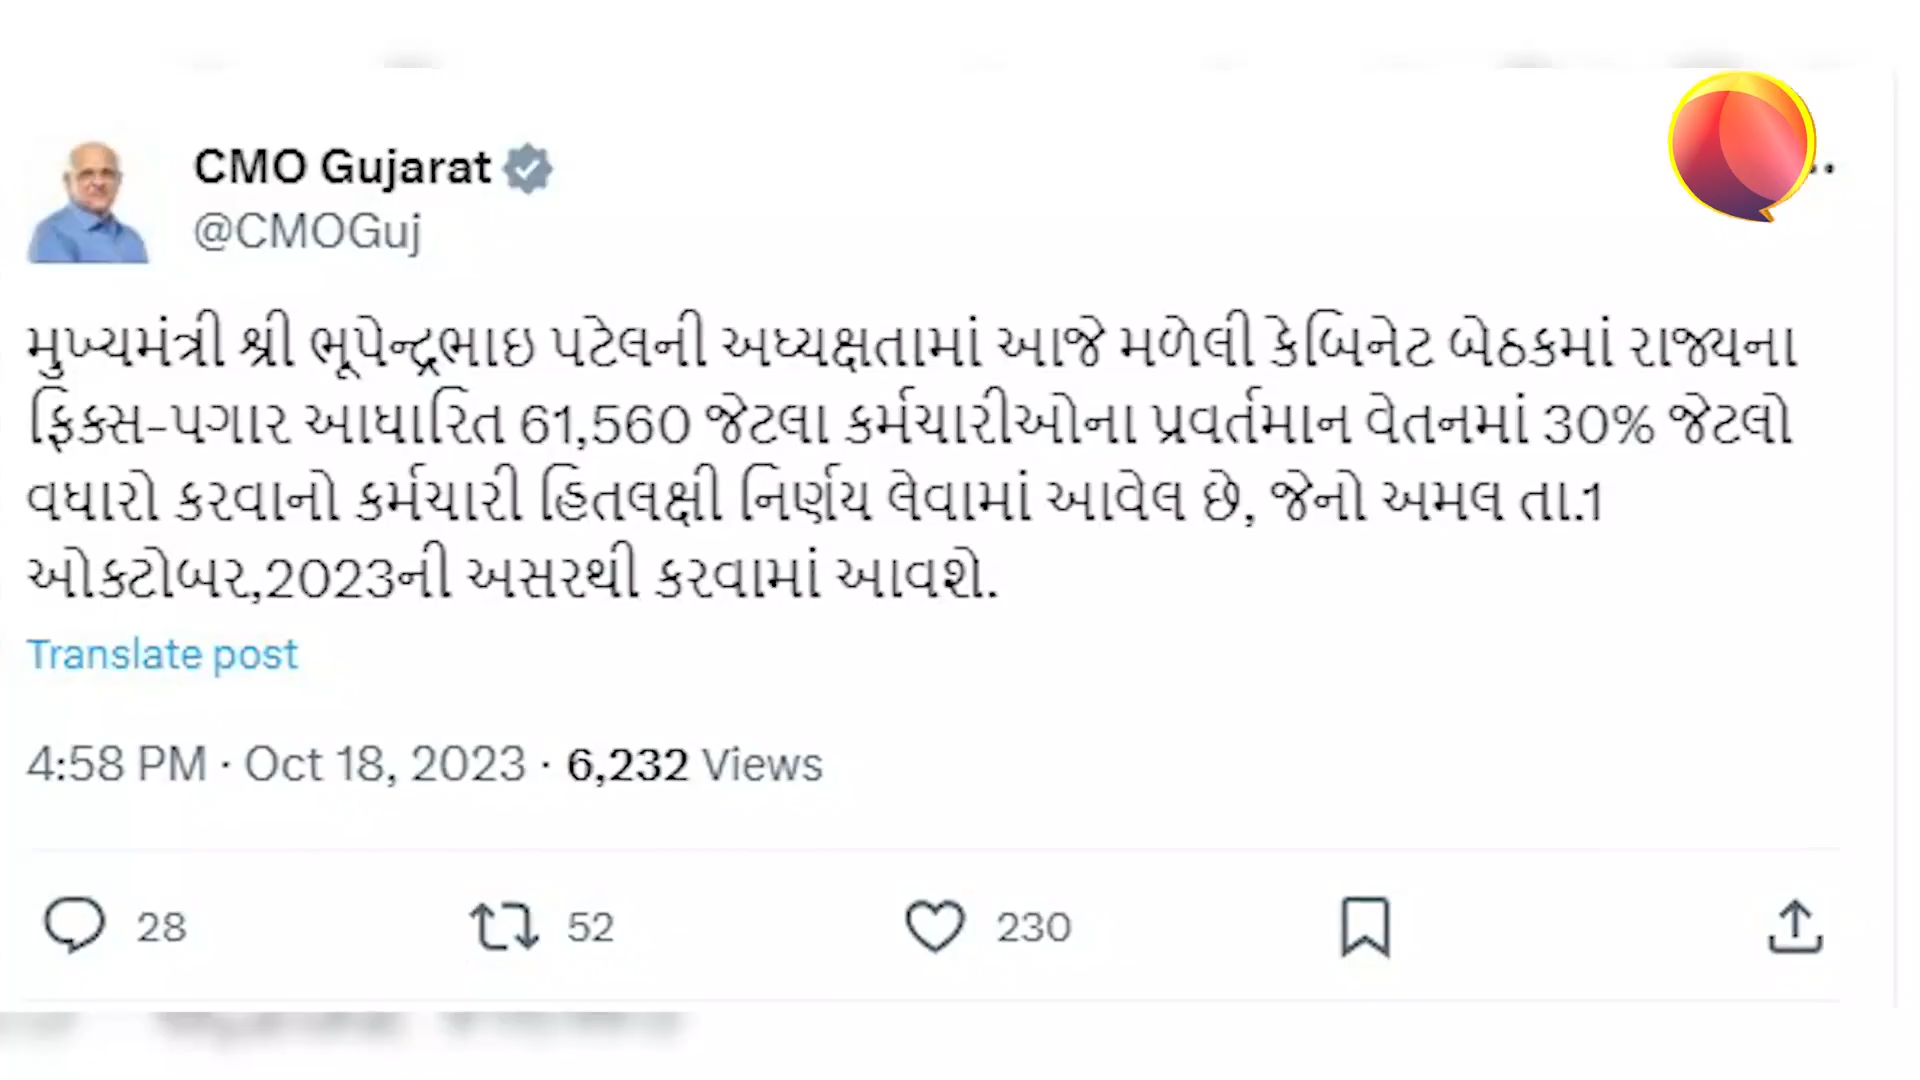 CMO Gujarat
@CMOGuj
મુખ્યમંત્રી શ્રી ભૂપેન્દ્રભાઇ પટેલની અધ્યક્ષતામાં આજે મળેલી કેબિનેટ બેઠકમાં રાજ્યના
ફિક્સ-પગાર આધારિત 61,560 જેટલા કર્મચારીઓના પ્રવર્તમાન વેતનમાં 30% જેટલો
વધારો કરવાનો કર્મચારી હિતલક્ષી નિર્ણય લેવામાં આવેલ છે, જેનો અમલ તા.1
ઓક્ટોબર,2023ની અસરથી કરવામાં આવશે.
Translate post
4:58 PM · Oct 18, 2023 · 6,232 Views
28 52 230